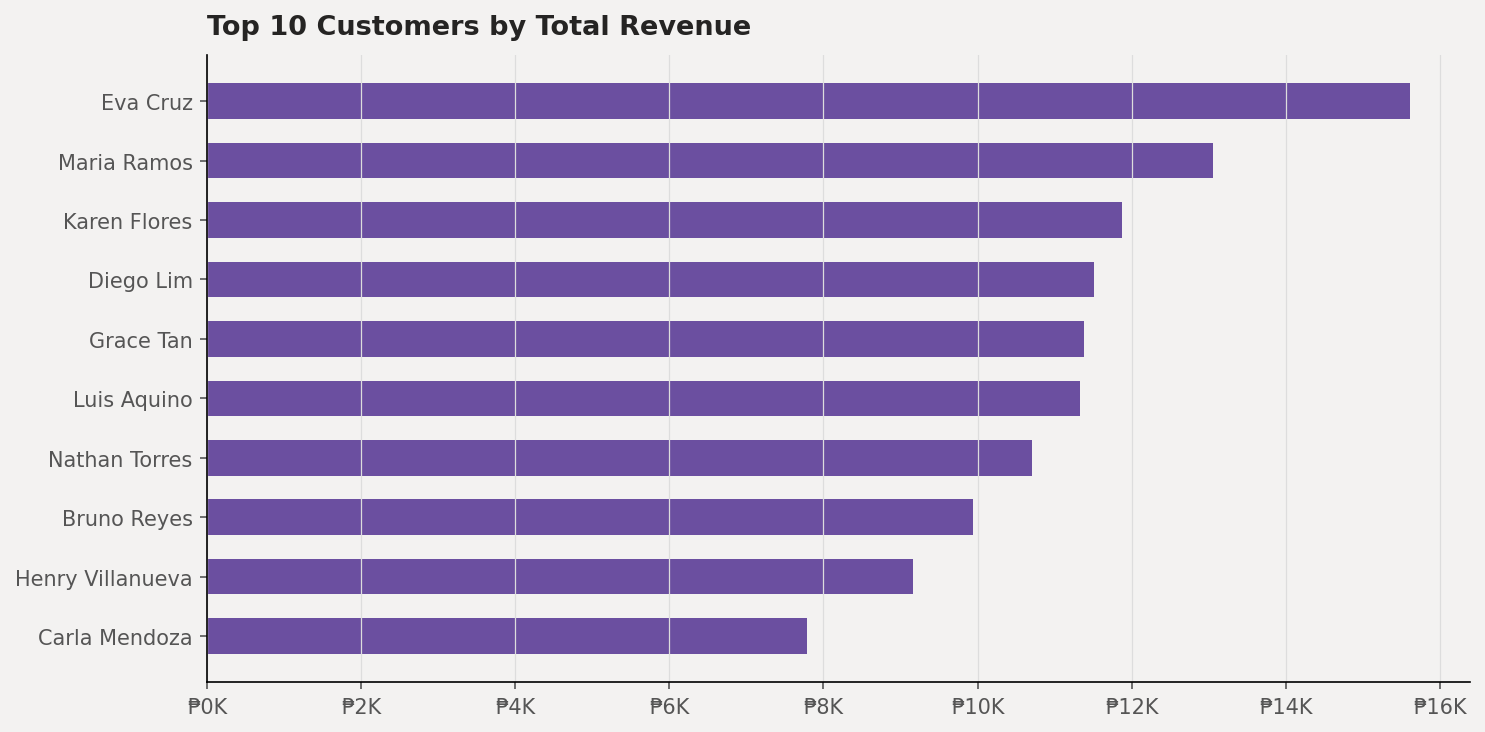 Top 10 Customers by Total Revenue
Eva Cruz
Maria Ramos
Karen Flores
Diego Lim
Grace Tan
Luis Aquino
Nathan Torres
Bruno Reyes
Henry Villanueva
Carla Mendoza
₱0K ₱2K ₱4K ₱6K ₱8K ₱10K ₱12K ₱14K ₱16K